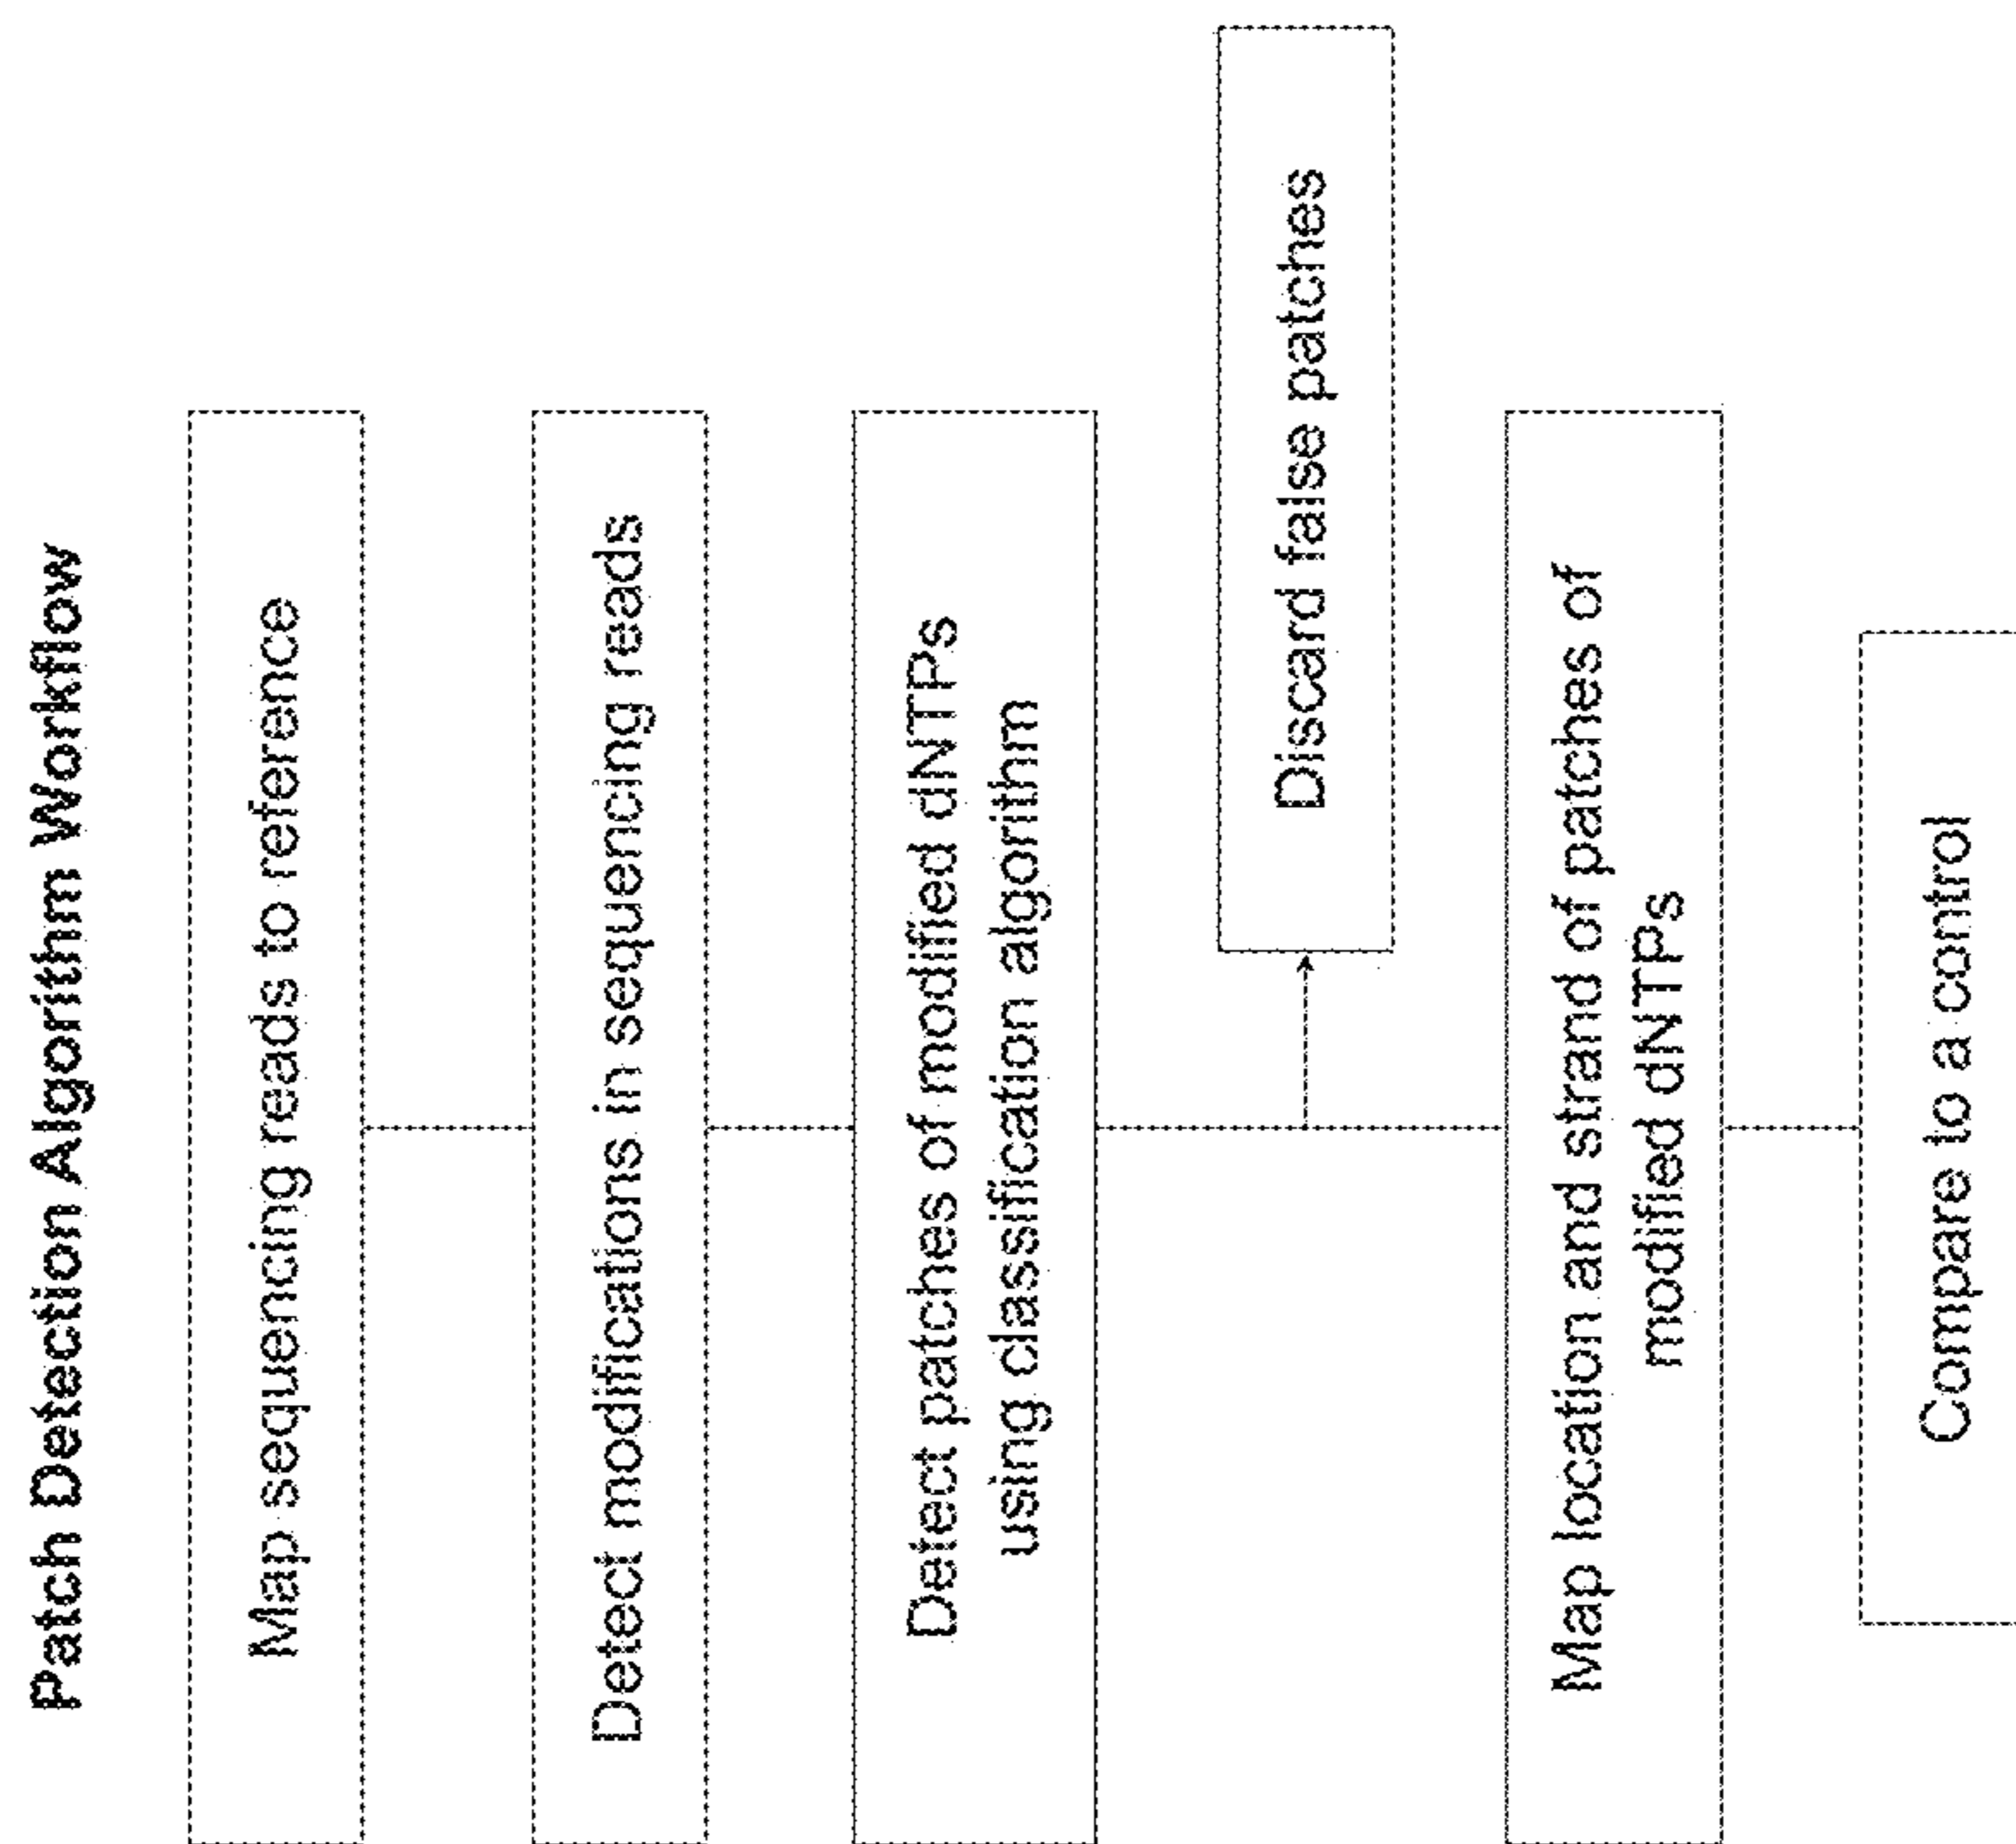 Patch Detection Algorithm Workflow
Map sequencing reads to reference
Detect modifications in sequencing reads
Detect patches of modified dNTPs
using classification algorithm
Discard false patches
Map location and strand of patches of
modified dNTPs
Compare to a control